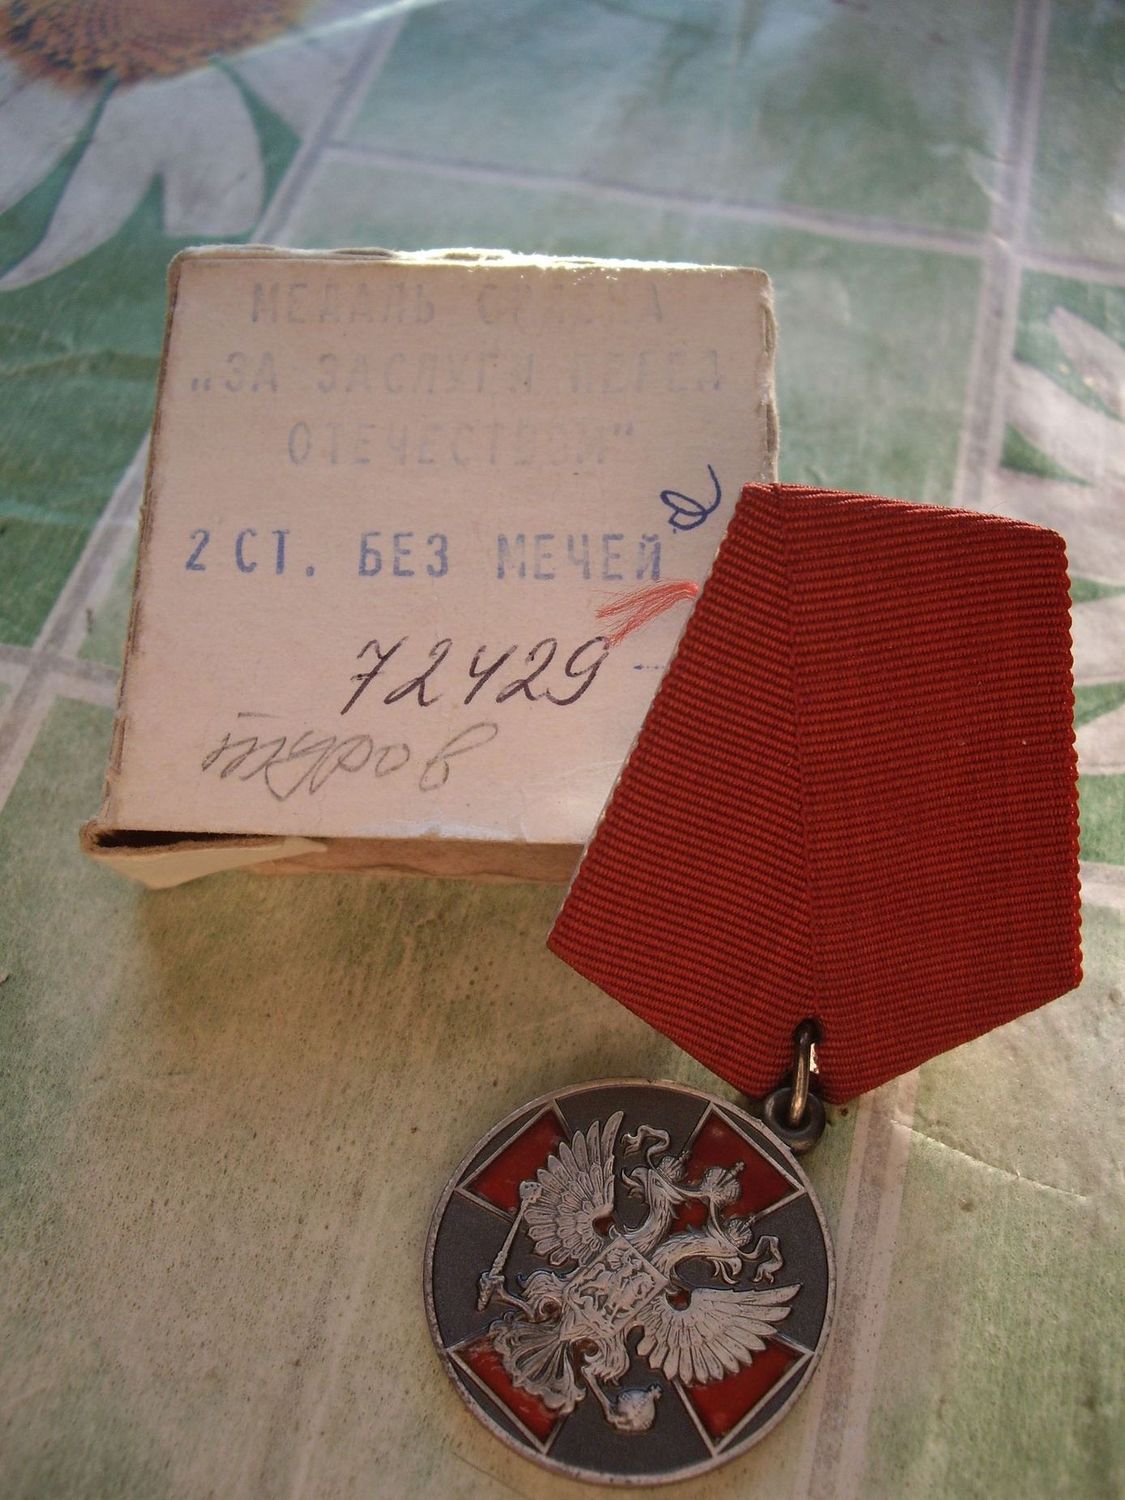 МЕДАЛЬ ОРДЕНА
„ЗА ЗАСЛУГИ ПЕРЕД
ОТЕЧЕСТВОМ"
2 СТ. БЕЗ МЕЧЕЙ
72429 –